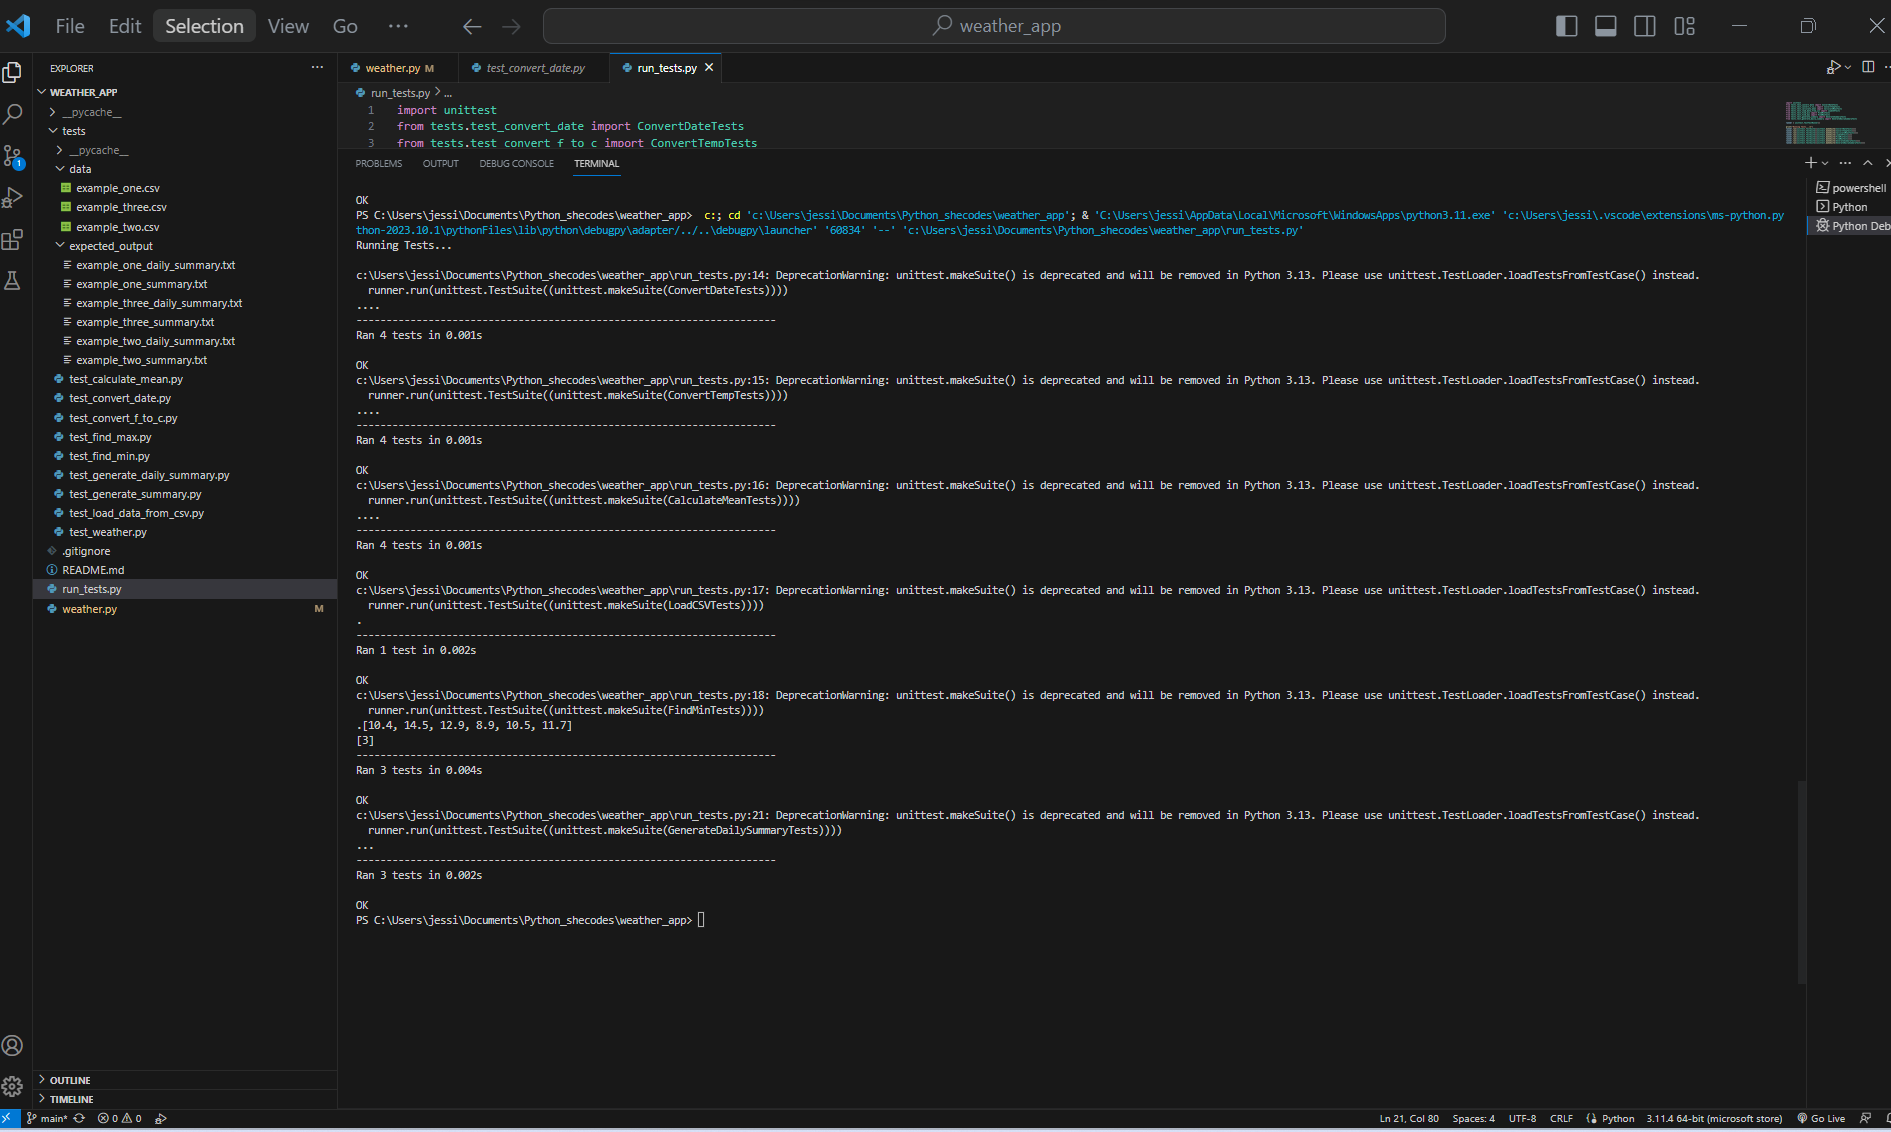 File Edit Selection View Go ···
weather_app
EXPLORER ···
WEATHER_APP
__pycache__
tests
__pycache__
data
example_one.csv
example_three.csv
example_two.csv
expected_output
example_one_daily_summary.txt
example_one_summary.txt
example_three_daily_summary.txt
example_three_summary.txt
example_two_daily_summary.txt
example_two_summary.txt
test_calculate_mean.py
test_convert_date.py
test_convert_f_to_c.py
test_find_max.py
test_find_min.py
test_generate_daily_summary.py
test_generate_summary.py
test_load_data_from_csv.py
test_weather.py
.gitignore
README.md
run_tests.py
weather.py M
OUTLINE
TIMELINE
weather.py M test_convert_date.py run_tests.py
run_tests.py > ...
1 import unittest
2 from tests.test_convert_date import ConvertDateTests
3 from tests.test_convert_f_to_c import ConvertTempTests
PROBLEMS OUTPUT DEBUG CONSOLE TERMINAL
OK
PS C:\Users\jessi\Documents\Python_shecodes\weather_app>  c:; cd 'c:\Users\jessi\Documents\Python_shecodes\weather_app'; & 'C:\Users\jessi\AppData\Local\Microsoft\WindowsApps\python3.11.exe' 'c:\Users\jessi\.vscode\extensions\ms-python.py
thon-2023.10.1\pythonFiles\lib\python\debugpy\adapter/../..\debugpy\launcher' '60834' '--' 'c:\Users\jessi\Documents\Python_shecodes\weather_app\run_tests.py'
Running Tests...
c:\Users\jessi\Documents\Python_shecodes\weather_app\run_tests.py:14: DeprecationWarning: unittest.makeSuite() is deprecated and will be removed in Python 3.13. Please use unittest.TestLoader.loadTestsFromTestCase() instead.
runner.run(unittest.TestSuite((unittest.makeSuite(ConvertDateTests))))
....
----------------------------------------------------------------------
Ran 4 tests in 0.001s
OK
c:\Users\jessi\Documents\Python_shecodes\weather_app\run_tests.py:15: DeprecationWarning: unittest.makeSuite() is deprecated and will be removed in Python 3.13. Please use unittest.TestLoader.loadTestsFromTestCase() instead.
runner.run(unittest.TestSuite((unittest.makeSuite(ConvertTempTests))))
....
----------------------------------------------------------------------
Ran 4 tests in 0.001s
OK
c:\Users\jessi\Documents\Python_shecodes\weather_app\run_tests.py:16: DeprecationWarning: unittest.makeSuite() is deprecated and will be removed in Python 3.13. Please use unittest.TestLoader.loadTestsFromTestCase() instead.
runner.run(unittest.TestSuite((unittest.makeSuite(CalculateMeanTests))))
....
----------------------------------------------------------------------
Ran 4 tests in 0.001s
OK
c:\Users\jessi\Documents\Python_shecodes\weather_app\run_tests.py:17: DeprecationWarning: unittest.makeSuite() is deprecated and will be removed in Python 3.13. Please use unittest.TestLoader.loadTestsFromTestCase() instead.
runner.run(unittest.TestSuite((unittest.makeSuite(LoadCSVTests))))
.
----------------------------------------------------------------------
Ran 1 test in 0.002s
OK
c:\Users\jessi\Documents\Python_shecodes\weather_app\run_tests.py:18: DeprecationWarning: unittest.makeSuite() is deprecated and will be removed in Python 3.13. Please use unittest.TestLoader.loadTestsFromTestCase() instead.
runner.run(unittest.TestSuite((unittest.makeSuite(FindMinTests))))
.[10.4, 14.5, 12.9, 8.9, 10.5, 11.7]
[3]
----------------------------------------------------------------------
Ran 3 tests in 0.004s
OK
c:\Users\jessi\Documents\Python_shecodes\weather_app\run_tests.py:21: DeprecationWarning: unittest.makeSuite() is deprecated and will be removed in Python 3.13. Please use unittest.TestLoader.loadTestsFromTestCase() instead.
runner.run(unittest.TestSuite((unittest.makeSuite(GenerateDailySummaryTests))))
...
----------------------------------------------------------------------
Ran 3 tests in 0.002s
OK
PS C:\Users\jessi\Documents\Python_shecodes\weather_app>
powershell
Python
Python Deb
1
main* 0 0
Ln 21, Col 80 Spaces: 4 UTF-8 CRLF Python 3.11.4 64-bit (microsoft store) Go Live